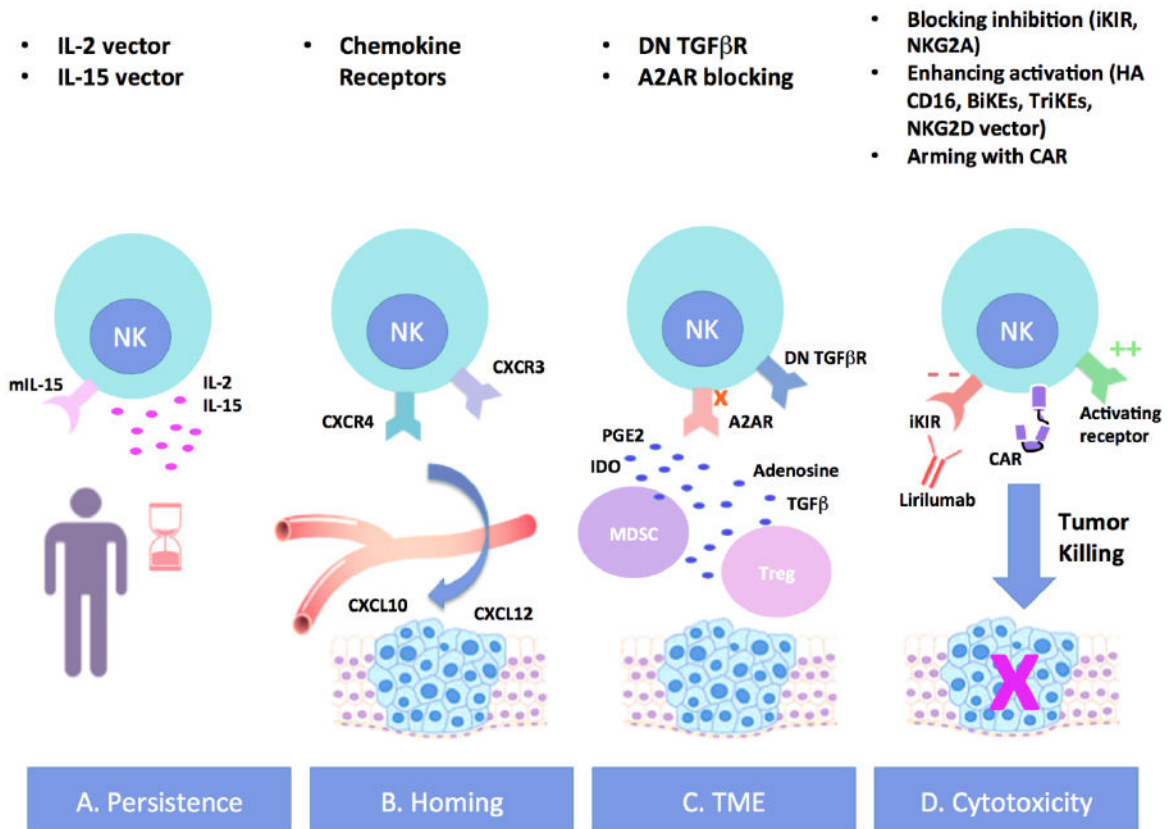 • IL-2 vector
• IL-15 vector
• Chemokine
Receptors
• DN TGFβR
• A2AR blocking
• Blocking inhibition (iKIR,
NKG2A)
• Enhancing activation (HA
CD16, BiKEs, TriKEs,
NKG2D vector)
• Arming with CAR
NK
mIL-15
IL-2
IL-15
A. Persistence
NK
CXCR3
CXCR4
CXCL10
CXCL12
B. Homing
NK
DN TGFβR
X
A2AR
PGE2
IDO
Adenosine
TGFβ
MDSC
Treg
C. TME
NK
++
--
iKIR
Activating
receptor
CAR
Lirilumab
Tumor
Killing
X
D. Cytotoxicity